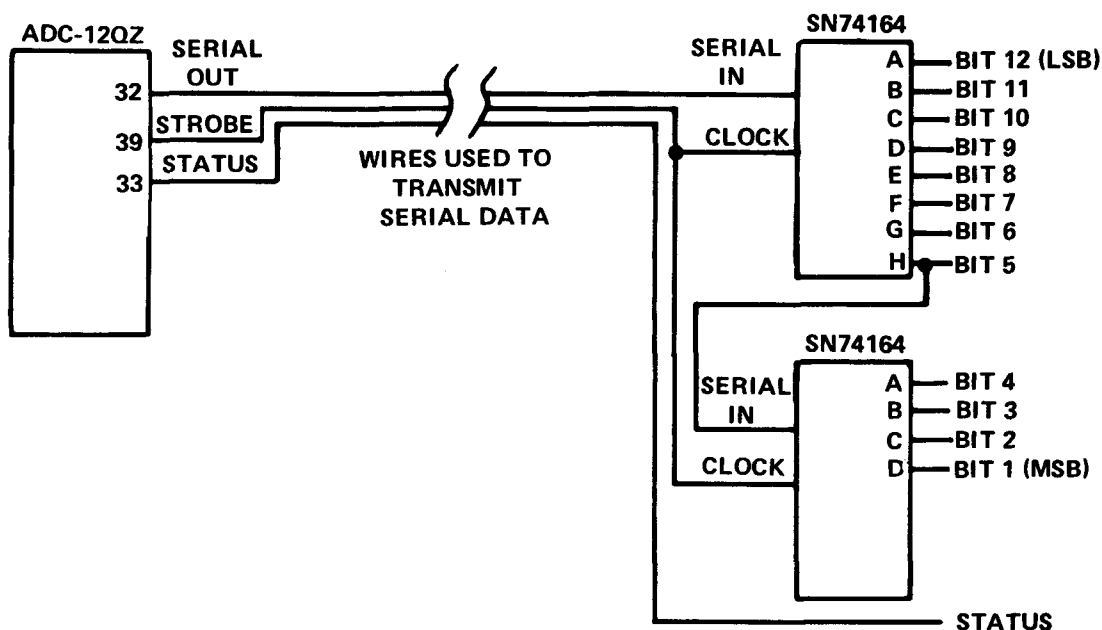 ADC-12QZ
SERIAL
OUT
32
STROBE
39
STATUS
33
WIRES USED TO
TRANSMIT
SERIAL DATA
SN74164
SERIAL
IN
CLOCK
A BIT 12 (LSB)
B BIT 11
C BIT 10
D BIT 9
E BIT 8
F BIT 7
G BIT 6
H BIT 5
SN74164
SERIAL
IN
CLOCK
A BIT 4
B BIT 3
C BIT 2
D BIT 1 (MSB)
STATUS